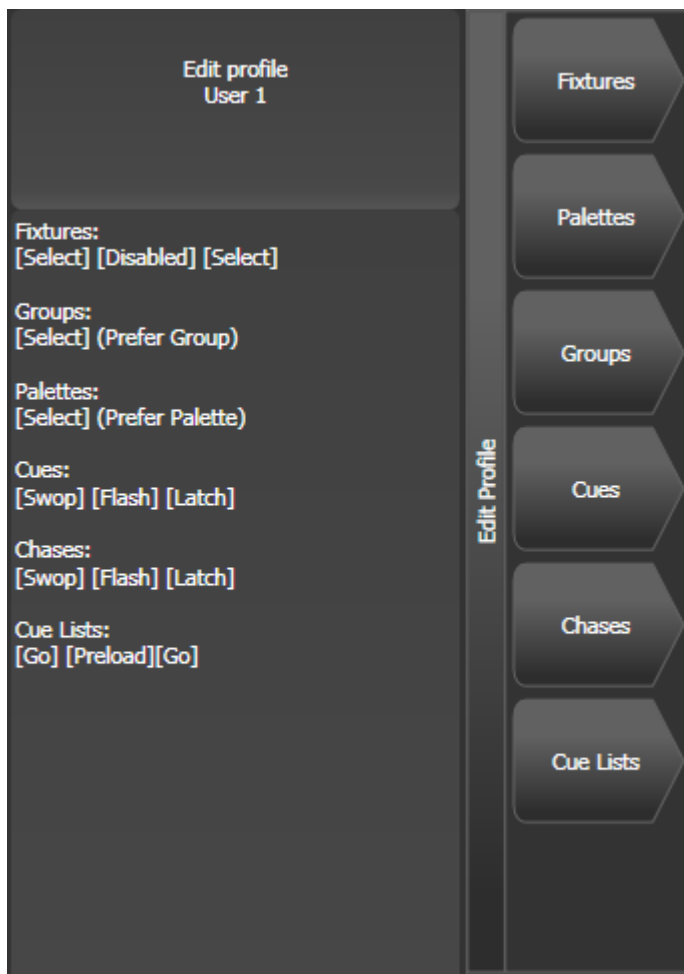 Edit profile
User 1
Fixtures:
[Select] [Disabled] [Select]
Groups:
[Select] (Prefer Group)
Palettes:
[Select] (Prefer Palette)
Cues:
[Swop] [Flash] [Latch]
Chases:
[Swop] [Flash] [Latch]
Cue Lists:
[Go] [Preload][Go]
Edit Profile
Fixtures
Palettes
Groups
Cues
Chases
Cue Lists